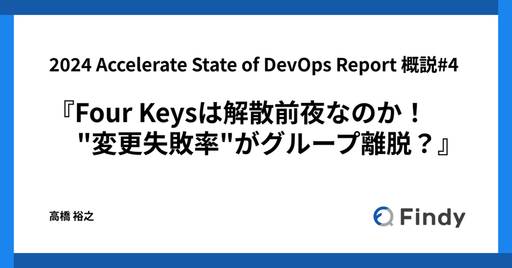 2024 Accelerate State of DevOps Report 概説#4
『Four Keysは解散前夜なのか！
"変更失敗率"がグループ離脱？』
高橋 裕之
Findy